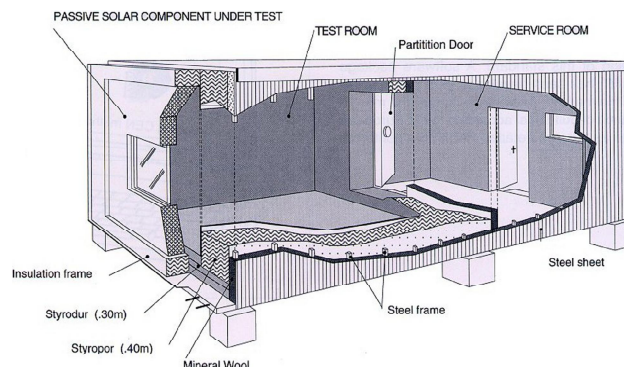 PASSIVE SOLAR COMPONENT UNDER TEST
TEST ROOM
Partitition Door
SERVICE ROOM
Insulation frame
Styrodur (.30m)
Styropor (.40m)
Mineral Wool
Steel frame
Steel sheet